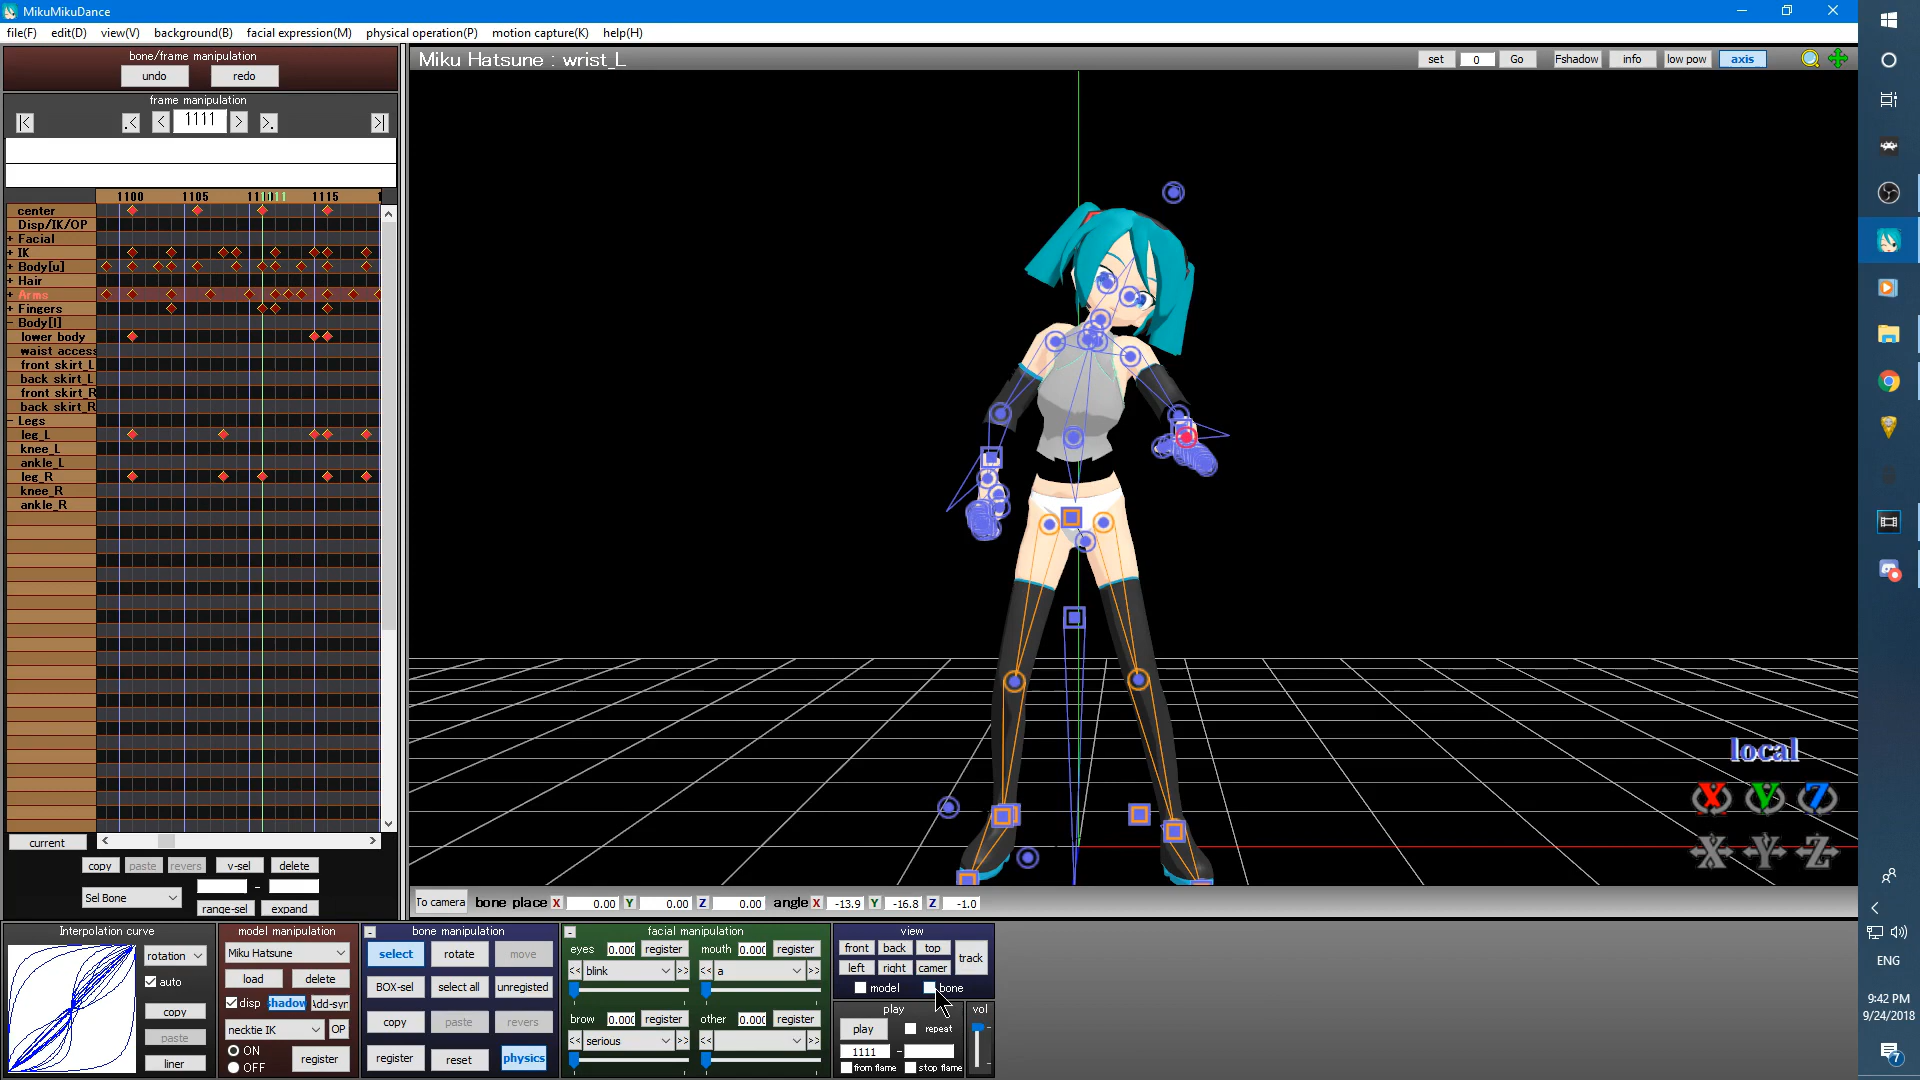 MikuMikuDance
file(F) edit(D) view(V) background(B) facial expression(M) physical operation(P) motion capture(K) help(H)
bone/frame manipulation
undo redo
frame manipulation
|< .< < 1111 > >. >|
Miku Hatsune : wrist_L
set 0 Go Fshadow info low pow axis
1100 1105 1111 1115
center
Disp/IK/OP
+ Facial
+ IK
+ Body[u]
+ Hair
+ Arms
+ Fingers
- Body[l]
lower body
waist access
front skirt_L
back skirt_L
front skirt_R
back skirt_R
- Legs
leg_L
knee_L
ankle_L
leg_R
knee_R
ankle_R
local
X Y Z
X Y Z
current < >
copy paste revers v-sel delete
Sel Bone -
range-sel expand
To camera bone place X 0.00 Y 0.00 Z 0.00 angle X -13.9 Y -16.8 Z -1.0
Interpolation curve
rotation
auto
copy
paste
liner
model manipulation
Miku Hatsune
load delete
disp shadow Add-syn
necktie IK OP
ON
OFF
register
- bone manipulation
select rotate move
BOX-sel select all unregistered
copy paste revers
register reset physics
- facial manipulation
eyes 0.000 register mouth 0.000 register
<< blink >> << a >>
brow 0.000 register other 0.000 register
<< serious >> << >>
view
front back top
left right camer
track
model bone
play
play repeat
1111 -
from flame stop flame
vol
ENG
9:42 PM
9/24/2018
7